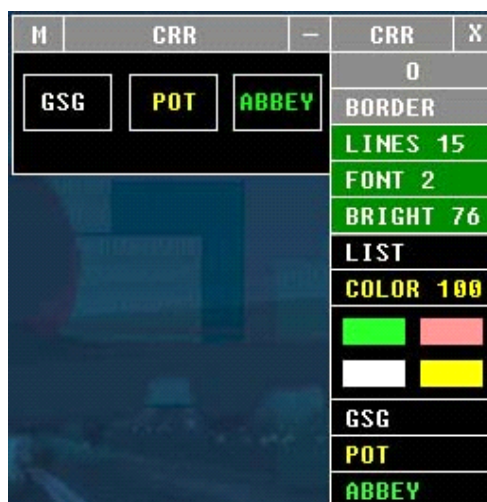 M CRR –
GSG POT ABBEY
CRR X
0
BORDER
LINES 15
FONT 2
BRIGHT 76
LIST
COLOR 100
GSG
POT
ABBEY